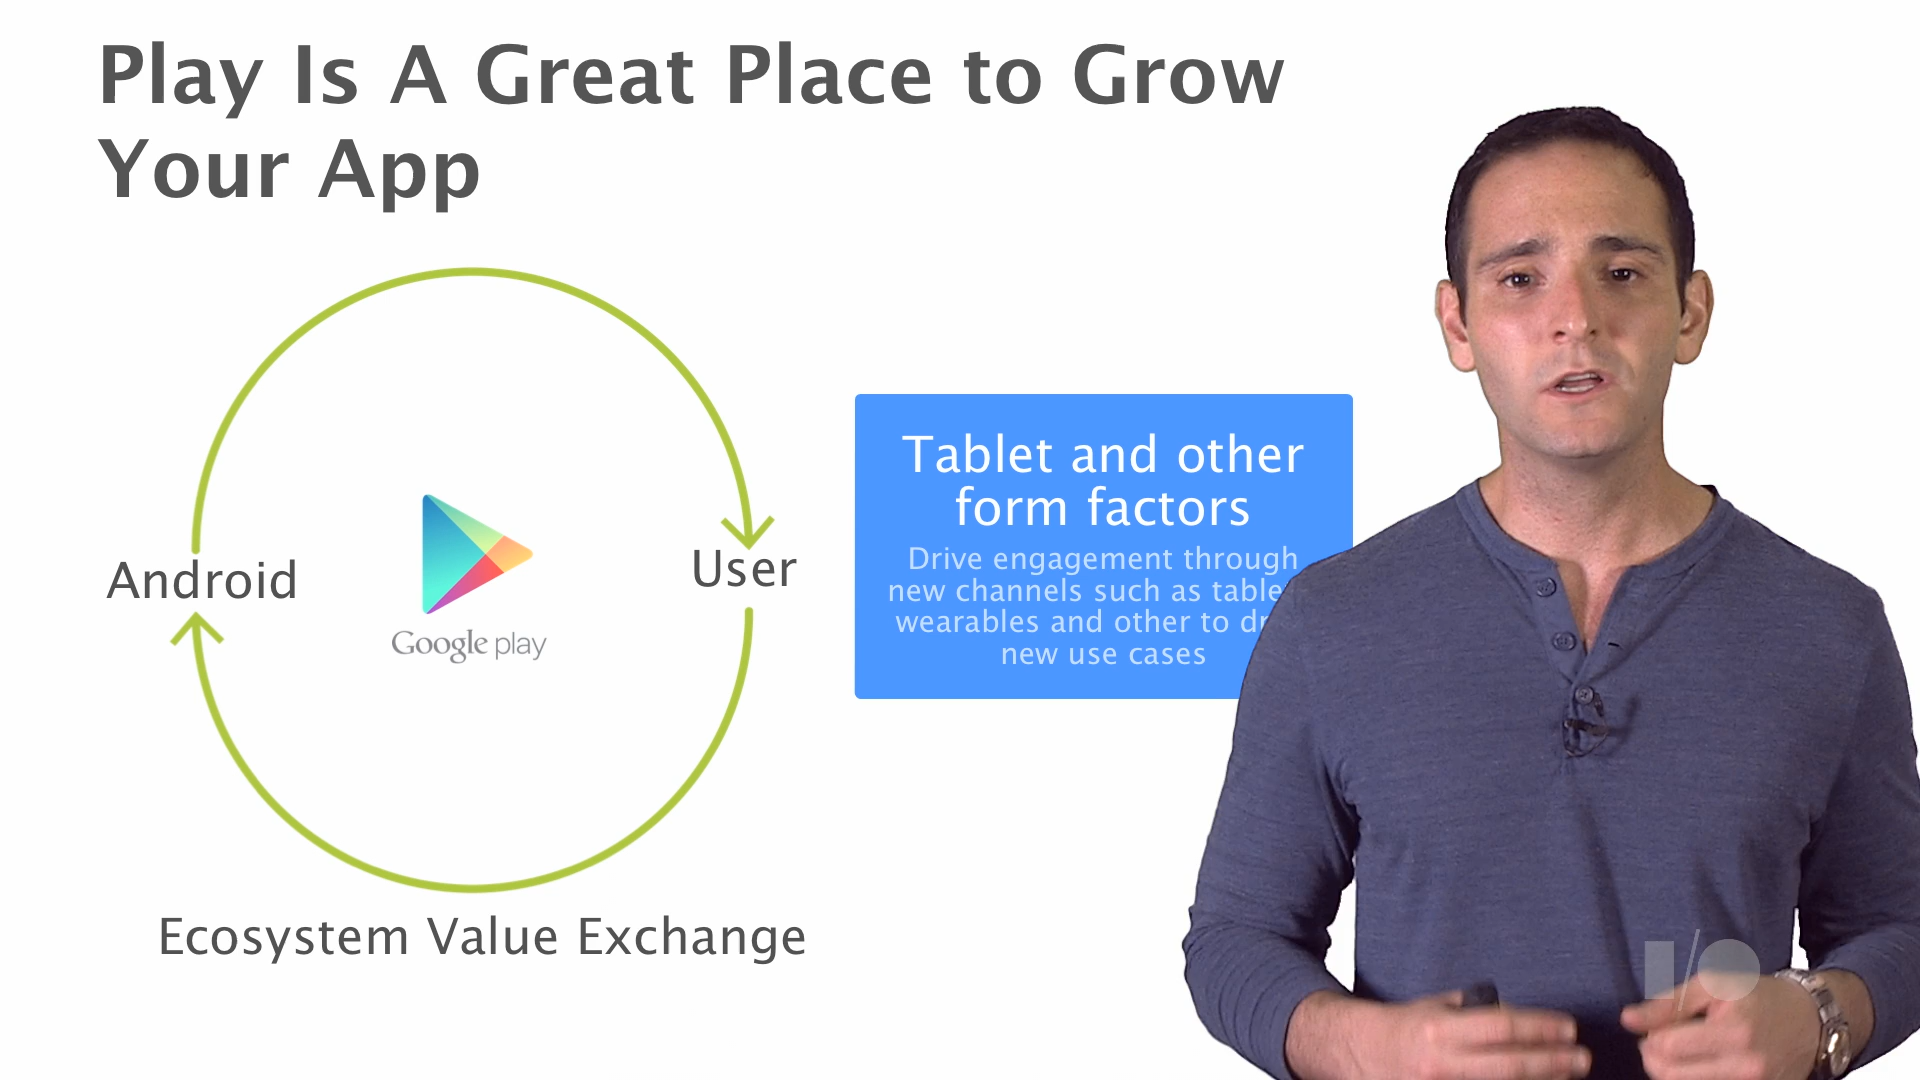 Play Is A Great Place to Grow
Your App
Android
User
Google play
Tablet and other
form factors
Drive engagement through
new channels such as
wearables and other to
new use cases
Ecosystem Value Exchange
I/O